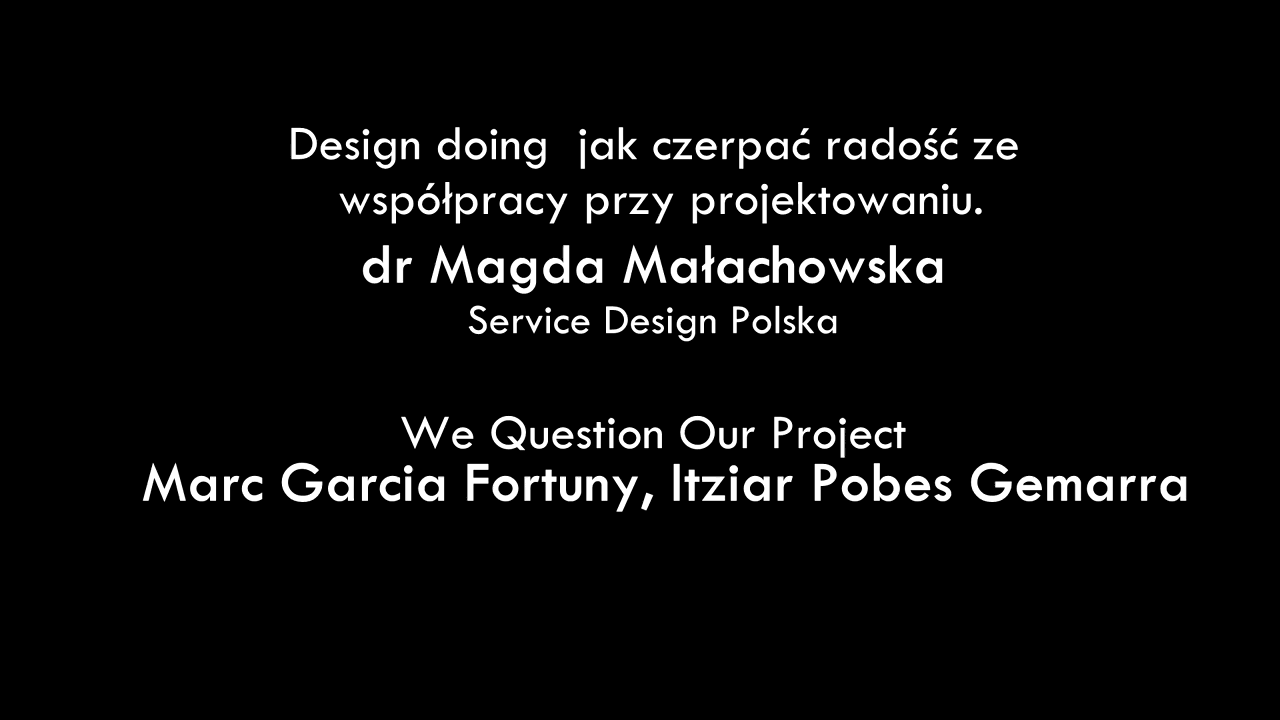 Design doing  jak czerpać radość ze
współpracy przy projektowaniu.
dr Magda Małachowska
Service Design Polska
We Question Our Project
Marc Garcia Fortuny, Itziar Pobes Gemarra